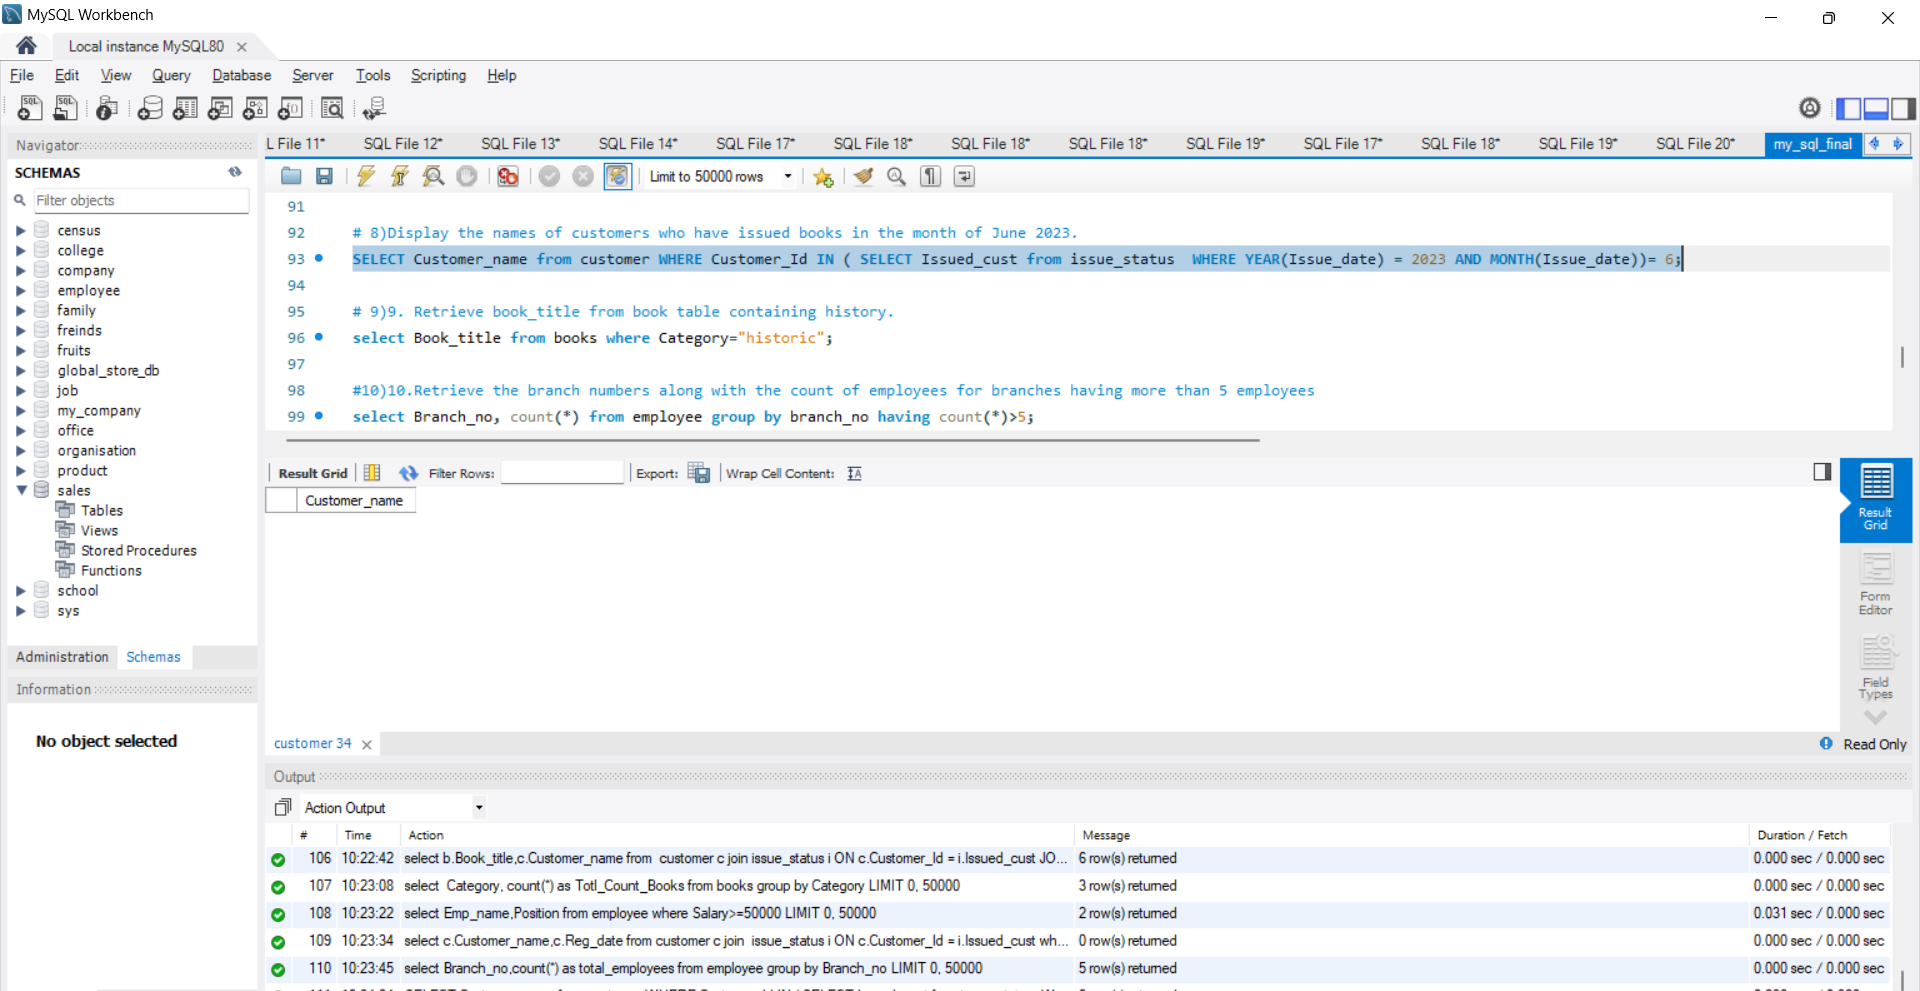 MySQL Workbench
Local instance MySQL80
File Edit View Query Database Server Tools Scripting Help
Navigator
L File 11* SQL File 12* SQL File 13* SQL File 14* SQL File 17* SQL File 18* SQL File 18* SQL File 18* SQL File 19* SQL File 17* SQL File 18* SQL File 19* SQL File 20* my_sql_final
SCHEMAS
Limit to 50000 rows
Filter objects
census
college
company
employee
family
freinds
fruits
global_store_db
job
my_company
office
organisation
product
sales
Tables
Views
Stored Procedures
Functions
school
sys
Administration Schemas
Information
No object selected
91
92 # 8)Display the names of customers who have issued books in the month of June 2023.
93 SELECT Customer_name from customer WHERE Customer_Id IN ( SELECT Issued_cust from issue_status WHERE YEAR(Issue_date) = 2023 AND MONTH(Issue_date))= 6;
94
95 # 9)9. Retrieve book_title from book table containing history.
96 select Book_title from books where Category="historic";
97
98 #10)10.Retrieve the branch numbers along with the count of employees for branches having more than 5 employees
99 select Branch_no, count(*) from employee group by branch_no having count(*)>5;
Result Grid Filter Rows: Export: Wrap Cell Content:
Customer_name
Result
Grid
Form
Editor
Field
Types
customer 34
Read Only
Output
Action Output
# Time Action Message Duration / Fetch
106 10:22:42 select b.Book_title,c.Customer_name from customer c join issue_status i ON c.Customer_Id = i.Issued_cust JO... 6 row(s) returned 0.000 sec / 0.000 sec
107 10:23:08 select Category, count(*) as Totl_Count_Books from books group by Category LIMIT 0, 50000 3 row(s) returned 0.000 sec / 0.000 sec
108 10:23:22 select Emp_name,Position from employee where Salary>=50000 LIMIT 0, 50000 2 row(s) returned 0.031 sec / 0.000 sec
109 10:23:34 select c.Customer_name,c.Reg_date from customer c join issue_status i ON c.Customer_Id = i.Issued_cust wh... 0 row(s) returned 0.000 sec / 0.000 sec
110 10:23:45 select Branch_no,count(*) as total_employees from employee group by Branch_no LIMIT 0, 50000 5 row(s) returned 0.000 sec / 0.000 sec